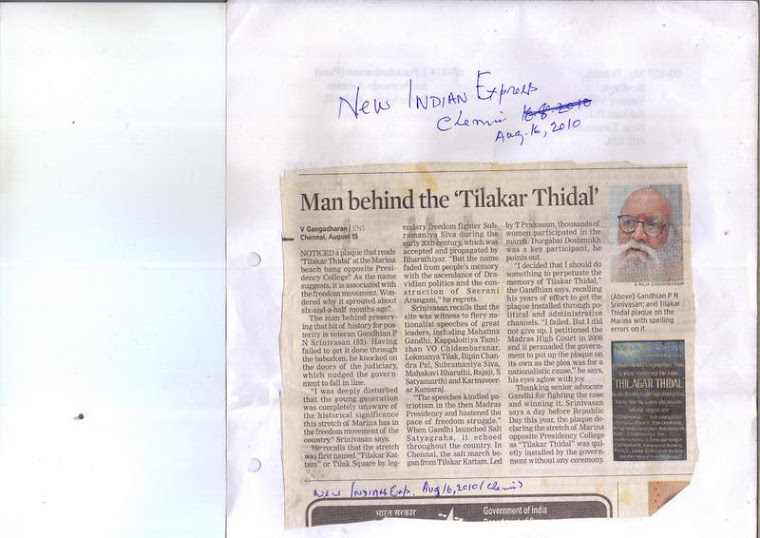 New INDIAN Express
Chennai 16.8.2010
Aug. 16, 2010
Man behind the ‘Tilakar Thidal’
V Gangadharan | ENS
Chennai, August 15
NOTICED a plaque that reads
‘Tilakar Thidal’ at the Marina
beach bang opposite Presi-
dency College? As the name
suggests, it is associated with
the freedom movement. Won-
dered why it sprouted about
six-and-a-half months ago?
The man behind preserv-
ing that bit of history for pos-
terity is veteran Gandhian P
N Srinivasan (82). Having
failed to get it done through
the babudom, he knocked on
the doors of the judiciary,
which nudged the govern-
ment to fall in line.
“I was deeply disturbed
that the young generation
was completely unaware of
the historical significance
this stretch of Marina has in
the freedom movement of the
country,” Srinivasan says.
He recalls that the stretch
was first named “Tilakar Kat-
tam” or Tilak Square by leg-
endary freedom fighter Sub-
ramaniya Siva during the
early 20th century, which was
accepted and propagated by
Bharathiyar. “But the name
faded from people’s memory
with the ascendance of Dra-
vidian politics and the con-
struction of Seerani
Arangam,” he regrets.
Srinivasan recalls that the
site was witness to fiery na-
tionalist speeches of great
leaders, including Mahatma
Gandhi, Kappalottiya Tami-
zhan VO Chidambaranar,
Lokmanya Tilak, Bipin Chan-
dra Pal, Subramaniya Siva,
Mahakavi Bharathi, Rajaji, S
Satyamurthi and Karmaveer-
ar Kamaraj.
“The speeches kindled pa-
triotism in the then Madras
Presidency and hastened the
pace of freedom struggle.”
When Gandhi launched Salt
Satyagraha, it echoed
throughout the country. In
Chennai, the salt march be-
gan from Tilakar Kattam. Led
by T Prakasam, thousands of
women participated in the
march. Durgabai Deshmukh
was a key participant, he
points out.
“I decided that I should do
something to perpetuate the
memory of Tilakar Thidal,”
the Gandhian says, recalling
his years of effort to get the
plaque installed through po-
litical and administrative
channels. “I failed. But I did
not give up. I petitioned the
Madras High Court in 2008
and it persuaded the govern-
ment to put up the plaque on
its own as the plea was for a
nationalistic cause,” he says,
his eyes aglow with joy.
Thanking senior advocate
Gandhi for fighting the case
and winning it, Srinivasan
says a day before Republic
Day this year, the plaque de-
claring the stretch of Marina
opposite Presidency College
as “Tilakar Thidal” was qui-
etly installed by the govern-
ment without any ceremony.
(Above) Gandhian P N
Srinivasan; and Tilakar
Thidal plaque on the
Marina with spelling
errors on it
THILAGAR THIDAL
New INDIAN Exp, Aug 16, 2010 (Chennai)
भारत सरकार
Government of India